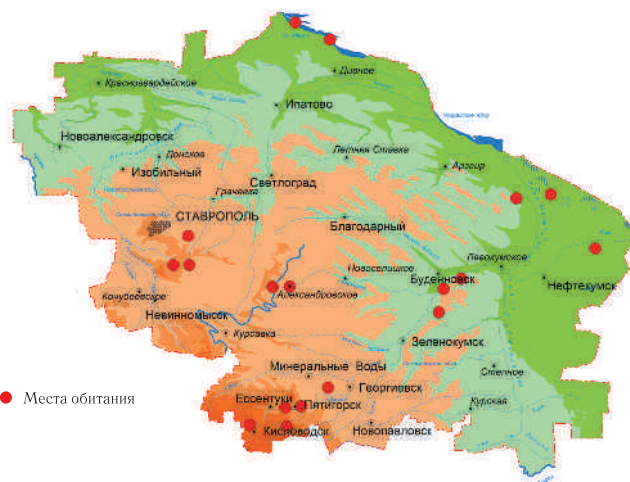 Дивное
Красногвардейское
Ипатово
Новоалександровск
Донское
Летняя Ставка
Арзгир
Изобильный
Светлоград
Грачевка
СТАВРОПОЛЬ
Благодарный
Левокумское
Новоселицкое
Буденновск
Нефтекумск
Кочубеевское
Александровское
Невинномысск
Курсавка
Зеленокумск
Минеральные Воды
Степное
Георгиевск
Ессентуки
Пятигорск
Курская
Места обитания
Кисловодск
Новопавловск